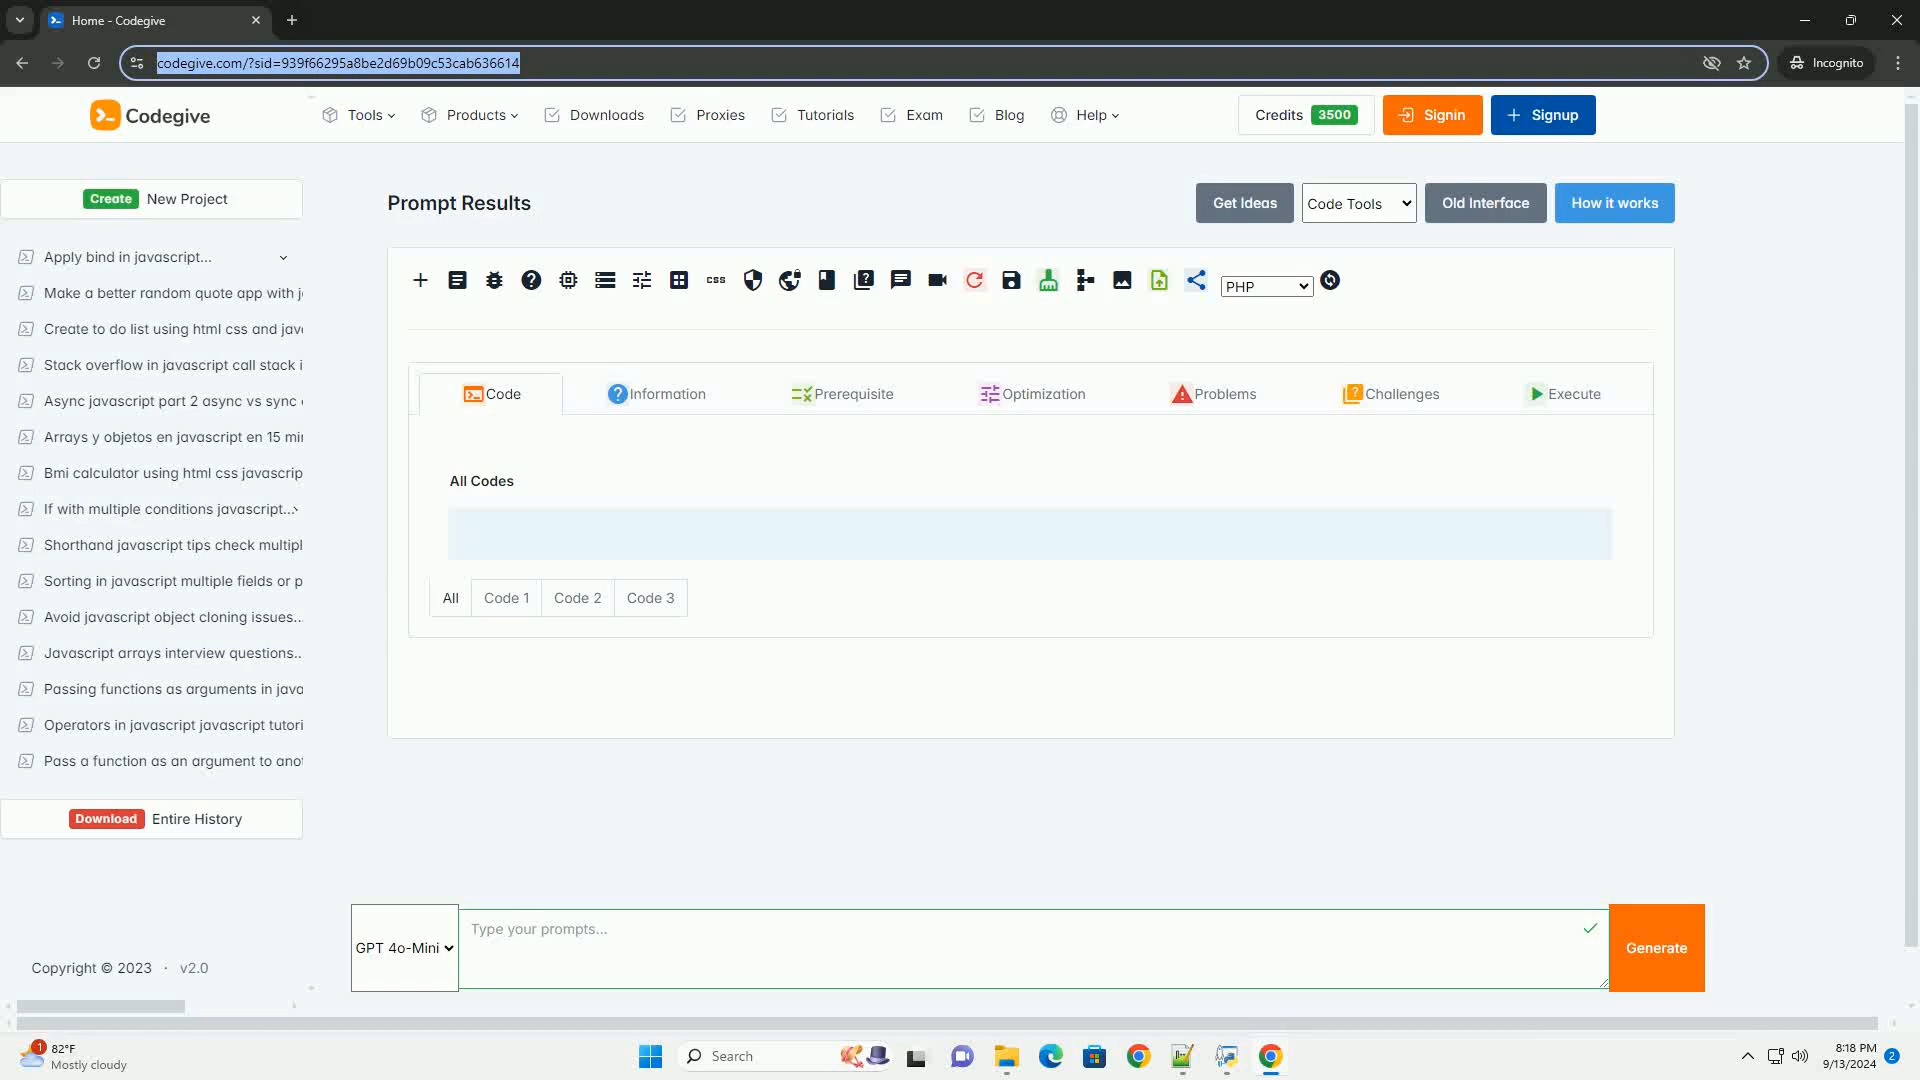 Home - Codegive
codegive.com/?sid=939f66295a8be2d69b09c53cab636614
Incognito
Codegive
Tools
Products
Downloads
Proxies
Tutorials
Exam
Blog
Help
Credits 3500
Signin
Signup
Create New Project
Apply bind in javascript...
Make a better random quote app with j
Create to do list using html css and jav
Stack overflow in javascript call stack i
Async javascript part 2 async vs sync
Arrays y objetos en javascript en 15 mi
Bmi calculator using html css javascrip
If with multiple conditions javascript...
Shorthand javascript tips check multipl
Sorting in javascript multiple fields or p
Avoid javascript object cloning issues...
Javascript arrays interview questions...
Passing functions as arguments in java
Operators in javascript javascript tutori
Pass a function as an argument to ano
Download Entire History
Copyright © 2023 · v2.0
Prompt Results
Get Ideas
Code Tools
Old Interface
How it works
css
PHP
Code
Information
Prerequisite
Optimization
Problems
Challenges
Execute
All Codes
All
Code 1
Code 2
Code 3
GPT 4o-Mini
Type your prompts...
Generate
1
82°F
Mostly cloudy
Search
8:18 PM
9/13/2024
2